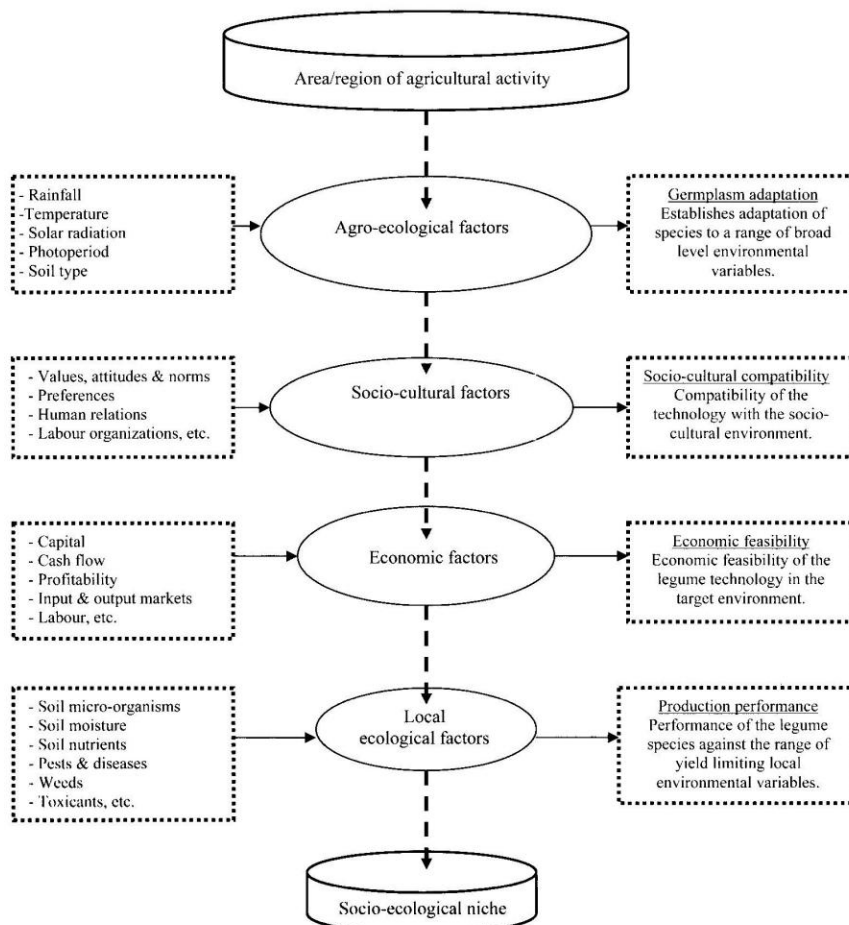 Area/region of agricultural activity
- Rainfall
-Temperature
- Solar radiation
- Photoperiod
- Soil type
Agro-ecological factors
Germplasm adaptation
Establishes adaptation of
species to a range of broad
level environmental
variables.
- Values, attitudes & norms
- Preferences
- Human relations
- Labour organizations, etc.
Socio-cultural factors
Socio-cultural compatibility
Compatibility of the
technology with the socio-
cultural environment.
- Capital
- Cash flow
- Profitability
- Input & output markets
- Labour, etc.
Economic factors
Economic feasibility
Economic feasibility of the
legume technology in the
target environment.
- Soil micro-organisms
- Soil moisture
- Soil nutrients
- Pests & diseases
- Weeds
- Toxicants, etc.
Local
ecological factors
Production performance
Performance of the legume
species against the range of
yield limiting local
environmental variables.
Socio-ecological niche